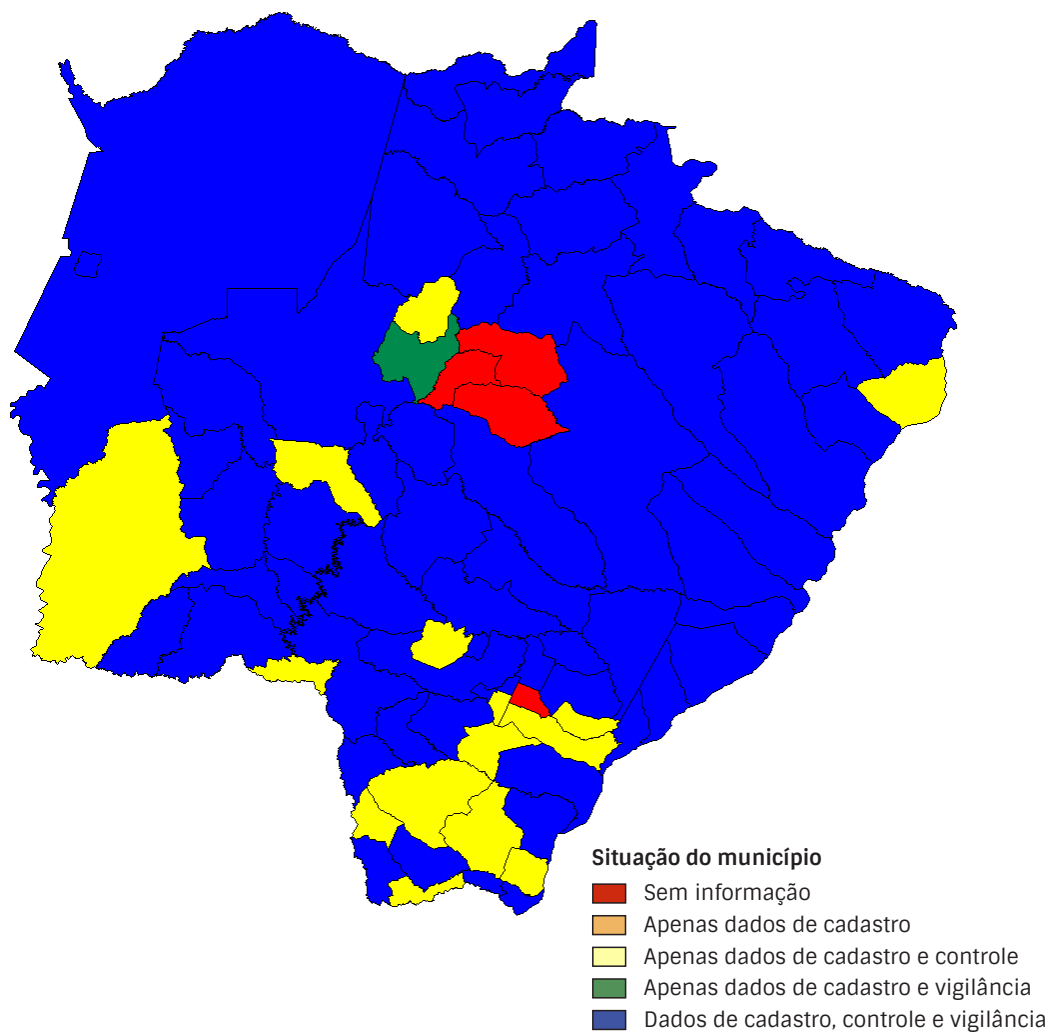 Situação do município
Sem informação
Apenas dados de cadastro
Apenas dados de cadastro e controle
Apenas dados de cadastro e vigilância
Dados de cadastro, controle e vigilância